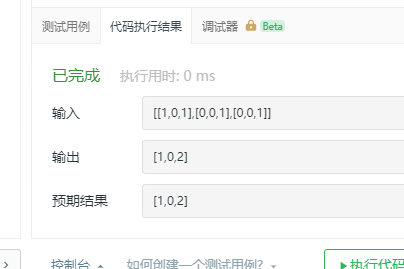 测试用例 代码执行结果 调试器 Beta
已完成 执行用时: 0 ms
输入 [[1,0,1],[0,0,1],[0,0,1]]
输出 [1,0,2]
预期结果 [1,0,2]
控制台 如何创建一个测试用例? 执行代码